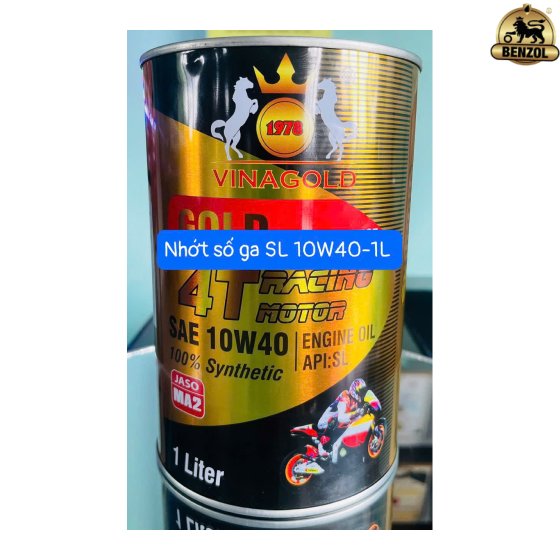 BENZOL
1978
VINAGOLD
GOLD
Nhớt số ga SL 10W40-1L
4T RACING
MOTOR
SAE 10W40
ENGINE OIL
100% Synthetic
API:SL
JASO
MA2
1 Liter